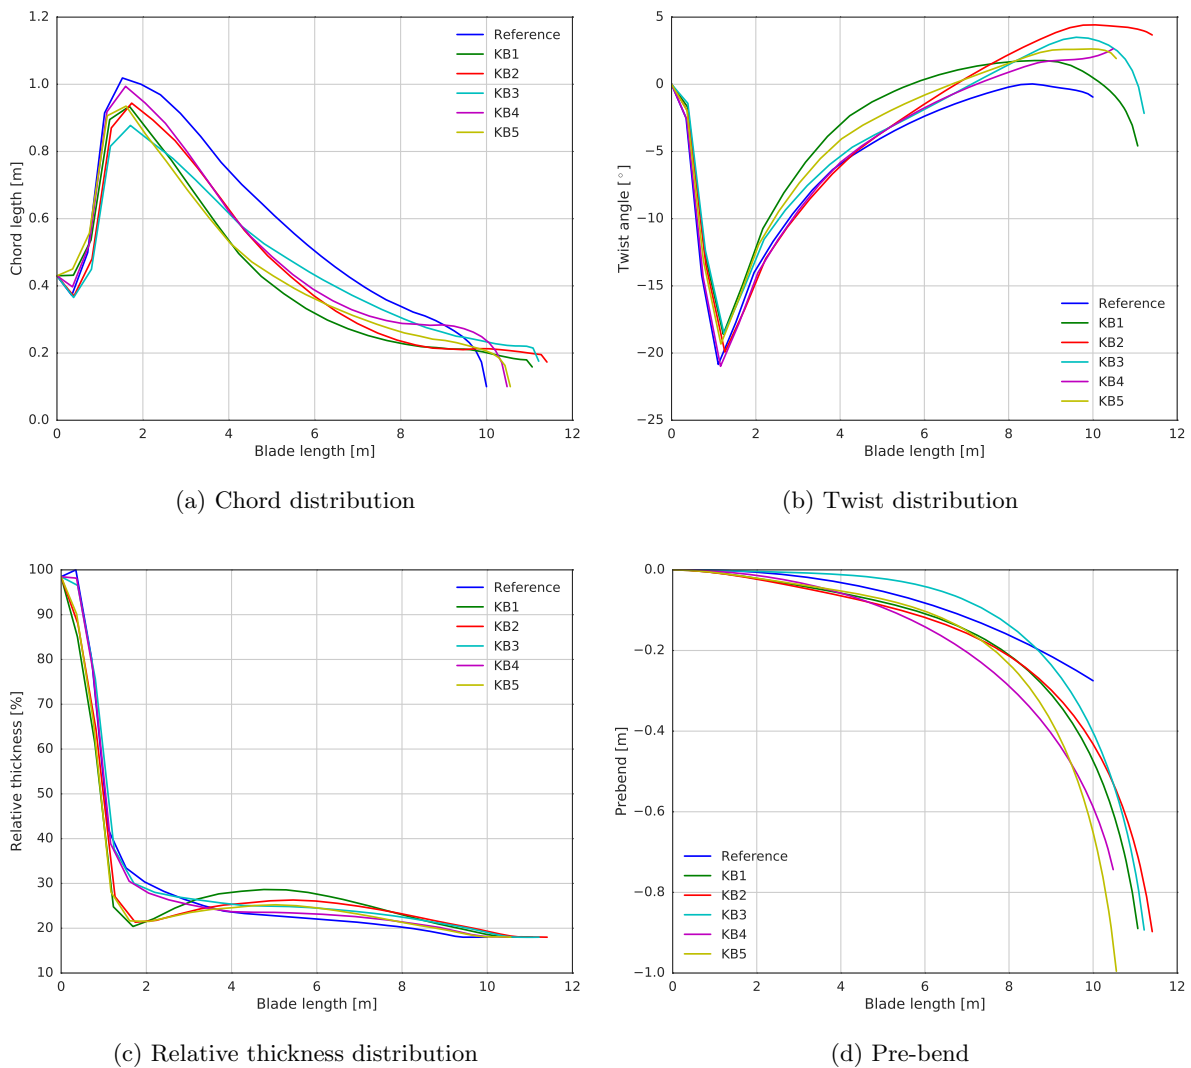 1.2
1.0
0.8
0.6
0.4
0.2
0.0
0 2 4 6 8 10 12
Chord legth [m]
Blade length [m]
Reference
KB1
KB2
KB3
KB4
KB5
(a) Chord distribution
5
0
−5
−10
−15
−20
−25
0 2 4 6 8 10 12
Twist angle [°]
Blade length [m]
Reference
KB1
KB2
KB3
KB4
KB5
(b) Twist distribution
100
90
80
70
60
50
40
30
20
10
0 2 4 6 8 10 12
Relative thickness [%]
Blade length [m]
Reference
KB1
KB2
KB3
KB4
KB5
(c) Relative thickness distribution
0.0
−0.2
−0.4
−0.6
−0.8
−1.0
0 2 4 6 8 10 12
Prebend [m]
Blade length [m]
Reference
KB1
KB2
KB3
KB4
KB5
(d) Pre-bend